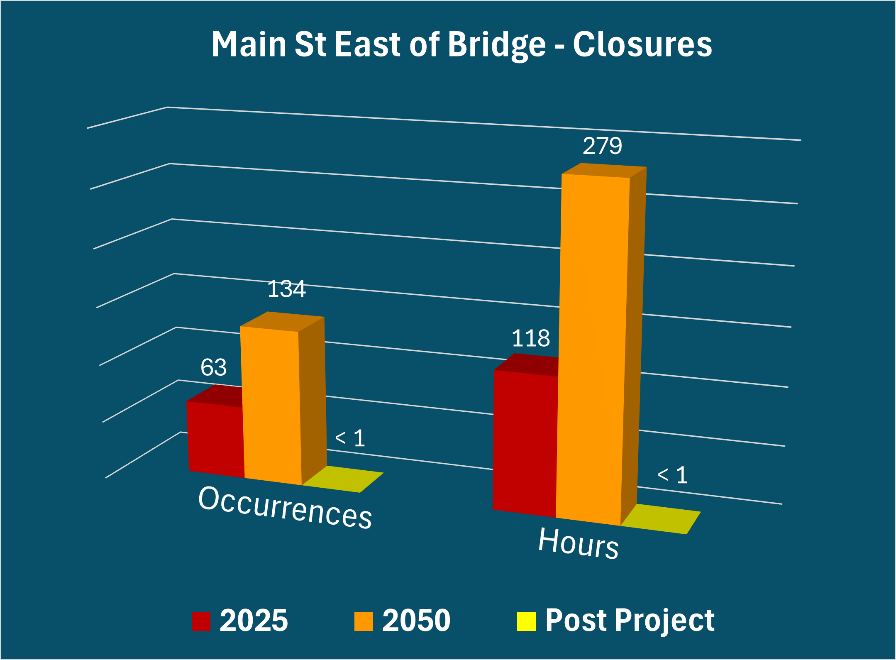 Main St East of Bridge - Closures
279
134
118
63
< 1
< 1
Occurrences
Hours
2025
2050
Post Project